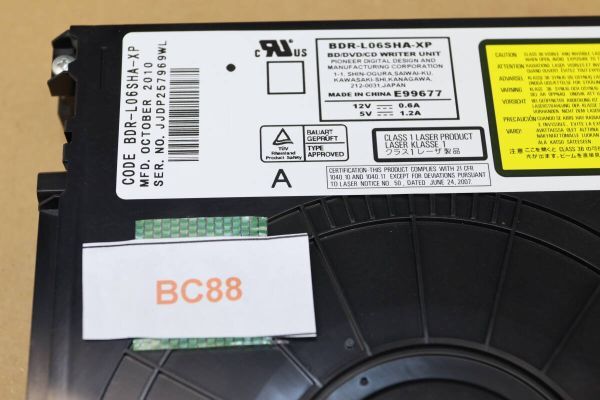 CODE BDR-L06SHA-XP
MFD. OCTOBER 2010
SER. NO. JJDP257969WL
C US
BDR-L06SHA-XP
BD/DVD/CD WRITER UNIT
PIONEER DIGITAL DESIGN AND
MANUFACTURING CORPORATION
1-1, SHIN-OGURA,SAIWAI-KU,
KAWASAKI-SHI,KANAGAWA,
212-0031,JAPAN
MADE IN CHINA E99677
12V ⎓ 0.6A
5V ⎓ 1.2A
TÜV
Rheinland
Product Safety
BAUART
GEPRÜFT
TYPE
APPROVED
CLASS 1 LASER PRODUCT
LASER KLASSE 1
クラス1レーザ製品
A
CERTIFICATION-THIS PRODUCT COMPLIES WITH 21 CFR
1040.10 AND 1040.11 EXCEPT FOR DEVIATIONS PURSUANT
TO LASER NOTICE NO. 50, DATED JUNE 24, 2007.
CAUTION
ATTENTION
ADVARSEL
VARNING
VORSICHT
PRECAUCIÓN
VARO!
注意
BC88